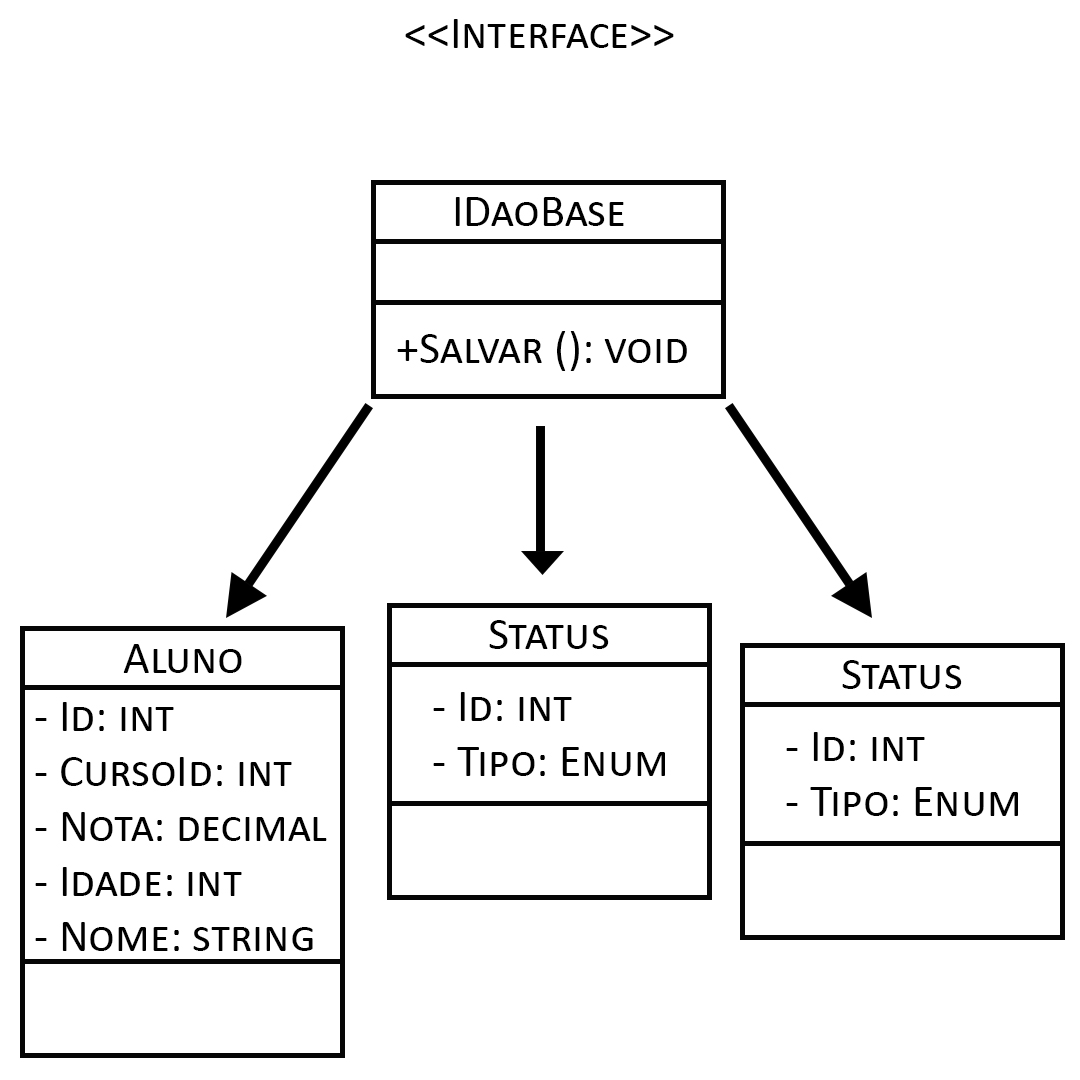 <<Interface>>
IDaoBase
+Salvar (): void
Aluno
- Id: int
- CursoId: int
- Nota: decimal
- Idade: int
- Nome: string
Status
- Id: int
- Tipo: Enum
Status
- Id: int
- Tipo: Enum